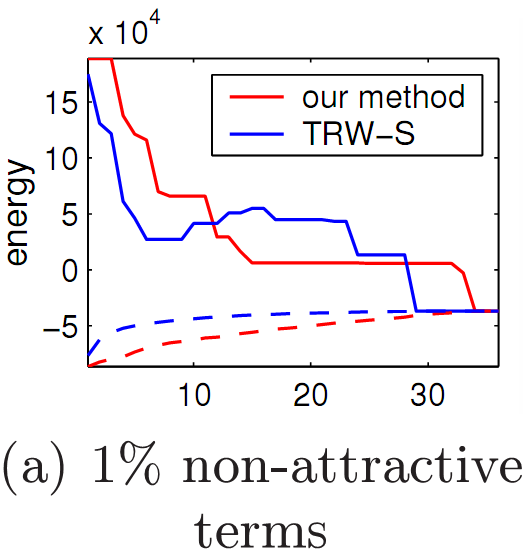 x 10^4
15
10
5
0
−5
energy
our method
TRW−S
10 20 30
(a) 1% non-attractive
terms